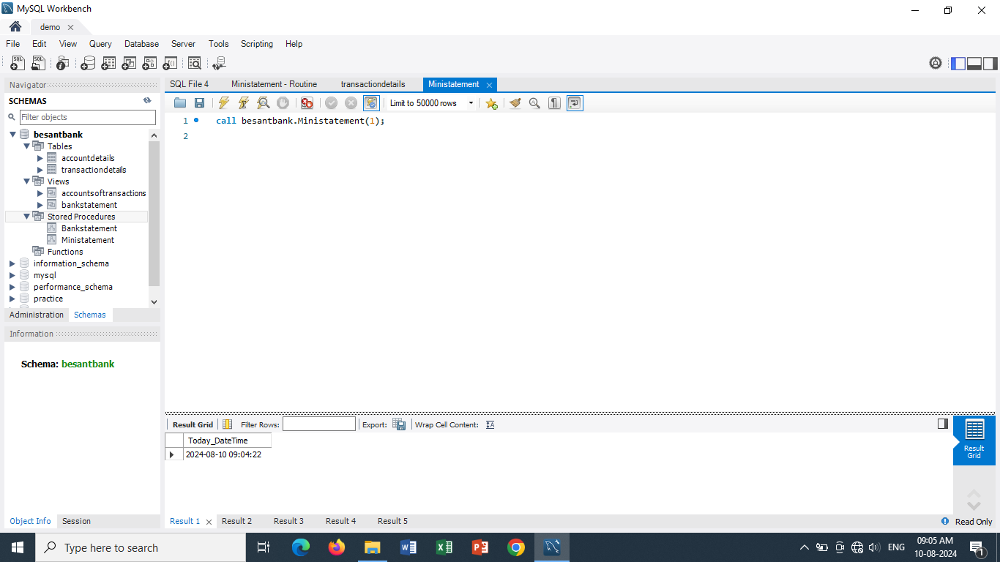 MySQL Workbench
demo
File Edit View Query Database Server Tools Scripting Help
Navigator
SCHEMAS
Filter objects
besantbank
Tables
accountdetails
transactiondetails
Views
accountsoftransactions
bankstatement
Stored Procedures
Bankstatement
Ministatement
Functions
information_schema
mysql
performance_schema
practice
Administration Schemas
Information
Schema: besantbank
Object Info Session
SQL File 4 Ministatement - Routine transactiondetails Ministatement
Limit to 50000 rows
1 call besantbank.Ministatement(1);
2
Result Grid Filter Rows: Export: Wrap Cell Content:
Today_DateTime
2024-08-10 09:04:22
Result
Grid
Result 1 Result 2 Result 3 Result 4 Result 5
Read Only
Type here to search
ENG
09:05 AM
10-08-2024
1